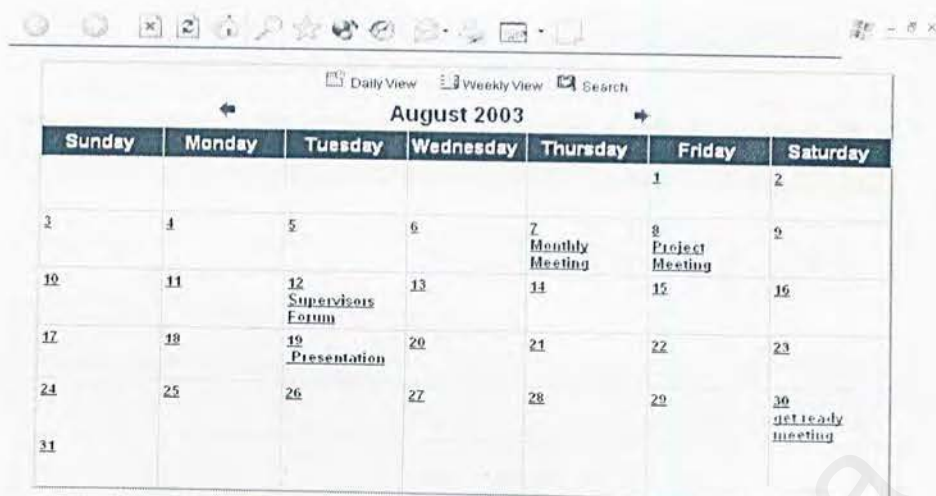 Daily View Weekly View Search
August 2003
Sunday Monday Tuesday Wednesday Thursday Friday Saturday
1 2
3 4 5 6 7 8 9
Monthly Project
Meeting Meeting
10 11 12 13 14 15 16
Supervisors
Forum
17 18 19 20 21 22 23
Presentation
24 25 26 27 28 29 30
get ready
meeting
31